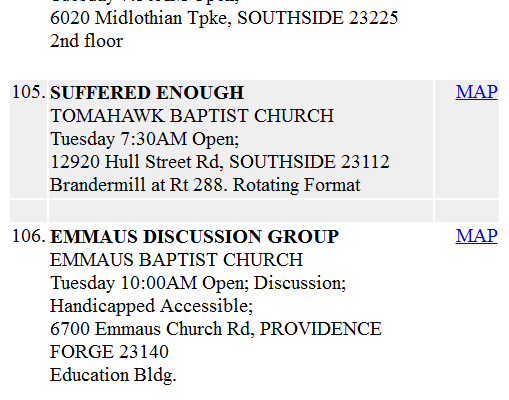 6020 Midlothian Tpke, SOUTHSIDE 23225
2nd floor
105. SUFFERED ENOUGH MAP
TOMAHAWK BAPTIST CHURCH
Tuesday 7:30AM Open;
12920 Hull Street Rd, SOUTHSIDE 23112
Brandermill at Rt 288. Rotating Format
106. EMMAUS DISCUSSION GROUP MAP
EMMAUS BAPTIST CHURCH
Tuesday 10:00AM Open; Discussion;
Handicapped Accessible;
6700 Emmaus Church Rd, PROVIDENCE
FORGE 23140
Education Bldg.